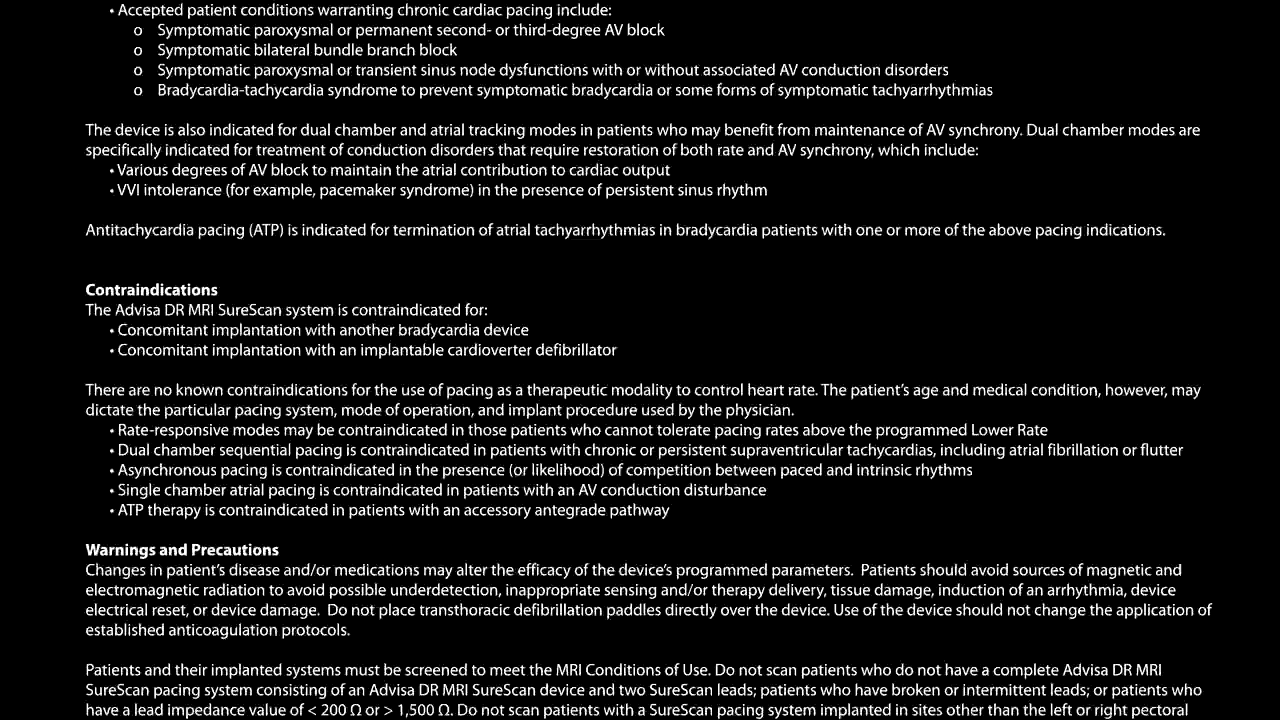 • Accepted patient conditions warranting chronic cardiac pacing include:
o Symptomatic paroxysmal or permanent second- or third-degree AV block
o Symptomatic bilateral bundle branch block
o Symptomatic paroxysmal or transient sinus node dysfunctions with or without associated AV conduction disorders
o Bradycardia-tachycardia syndrome to prevent symptomatic bradycardia or some forms of symptomatic tachyarrhythmias
The device is also indicated for dual chamber and atrial tracking modes in patients who may benefit from maintenance of AV synchrony. Dual chamber modes are
specifically indicated for treatment of conduction disorders that require restoration of both rate and AV synchrony, which include:
• Various degrees of AV block to maintain the atrial contribution to cardiac output
• VVI intolerance (for example, pacemaker syndrome) in the presence of persistent sinus rhythm
Antitachycardia pacing (ATP) is indicated for termination of atrial tachyarrhythmias in bradycardia patients with one or more of the above pacing indications.
Contraindications
The Advisa DR MRI SureScan system is contraindicated for:
• Concomitant implantation with another bradycardia device
• Concomitant implantation with an implantable cardioverter defibrillator
There are no known contraindications for the use of pacing as a therapeutic modality to control heart rate. The patient's age and medical condition, however, may
dictate the particular pacing system, mode of operation, and implant procedure used by the physician.
• Rate-responsive modes may be contraindicated in those patients who cannot tolerate pacing rates above the programmed Lower Rate
• Dual chamber sequential pacing is contraindicated in patients with chronic or persistent supraventricular tachycardias, including atrial fibrillation or flutter
• Asynchronous pacing is contraindicated in the presence (or likelihood) of competition between paced and intrinsic rhythms
• Single chamber atrial pacing is contraindicated in patients with an AV conduction disturbance
• ATP therapy is contraindicated in patients with an accessory antegrade pathway
Warnings and Precautions
Changes in patient's disease and/or medications may alter the efficacy of the device's programmed parameters. Patients should avoid sources of magnetic and
electromagnetic radiation to avoid possible underdetection, inappropriate sensing and/or therapy delivery, tissue damage, induction of an arrhythmia, device
electrical reset, or device damage. Do not place transthoracic defibrillation paddles directly over the device. Use of the device should not change the application of
established anticoagulation protocols.
Patients and their implanted systems must be screened to meet the MRI Conditions of Use. Do not scan patients who do not have a complete Advisa DR MRI
SureScan pacing system consisting of an Advisa DR MRI SureScan device and two SureScan leads; patients who have broken or intermittent leads; or patients who
have a lead impedance value of < 200 Ω or > 1,500 Ω. Do not scan patients with a SureScan pacing system implanted in sites other than the left or right pectoral